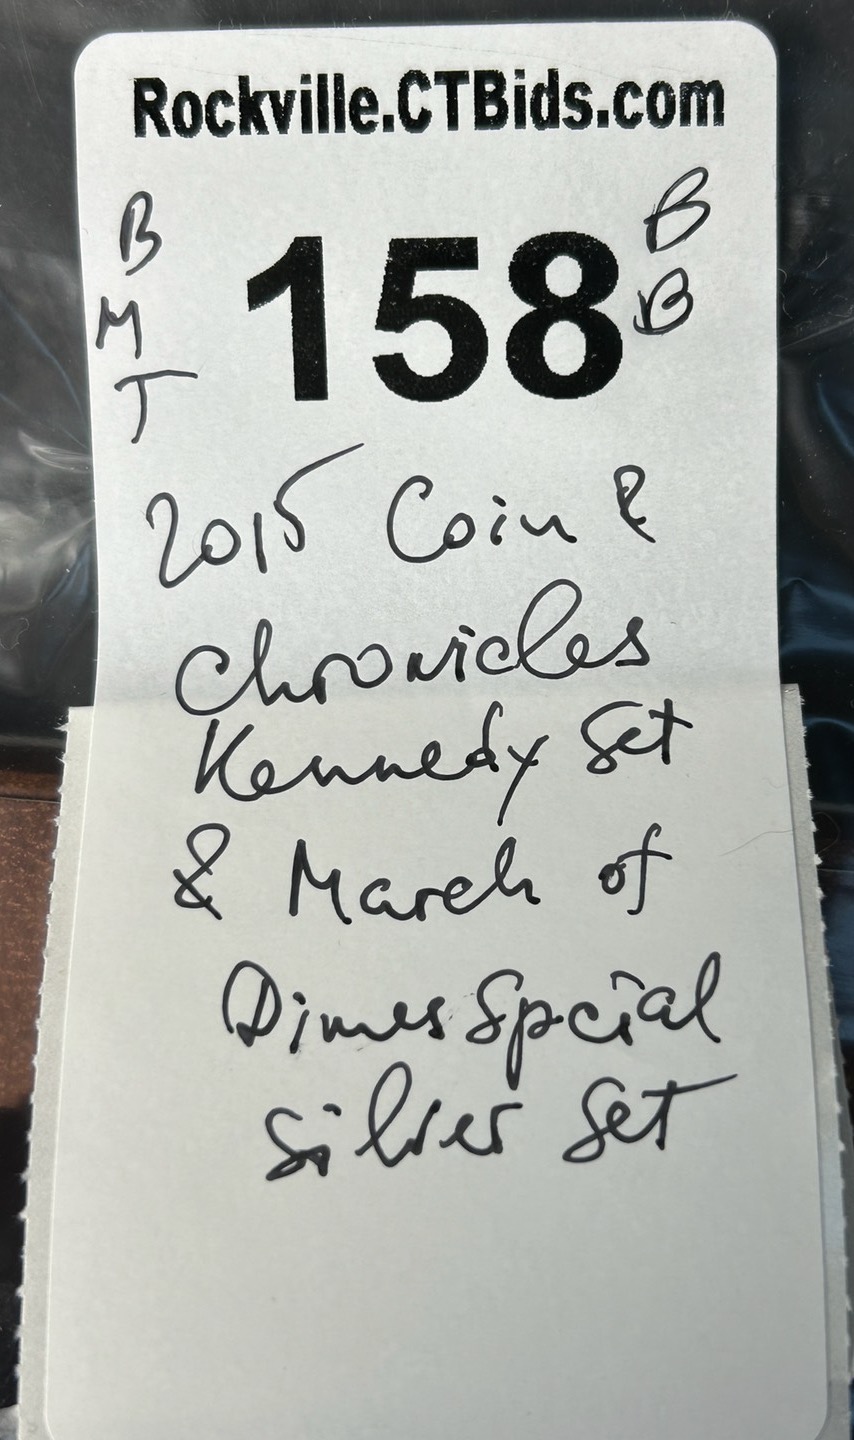 Rockville.CTBids.com
B
M
T
158
B
B
2015 Coin &
Chronicles
Kennedy Set
& March of
Dimes Spcial
Silver Set